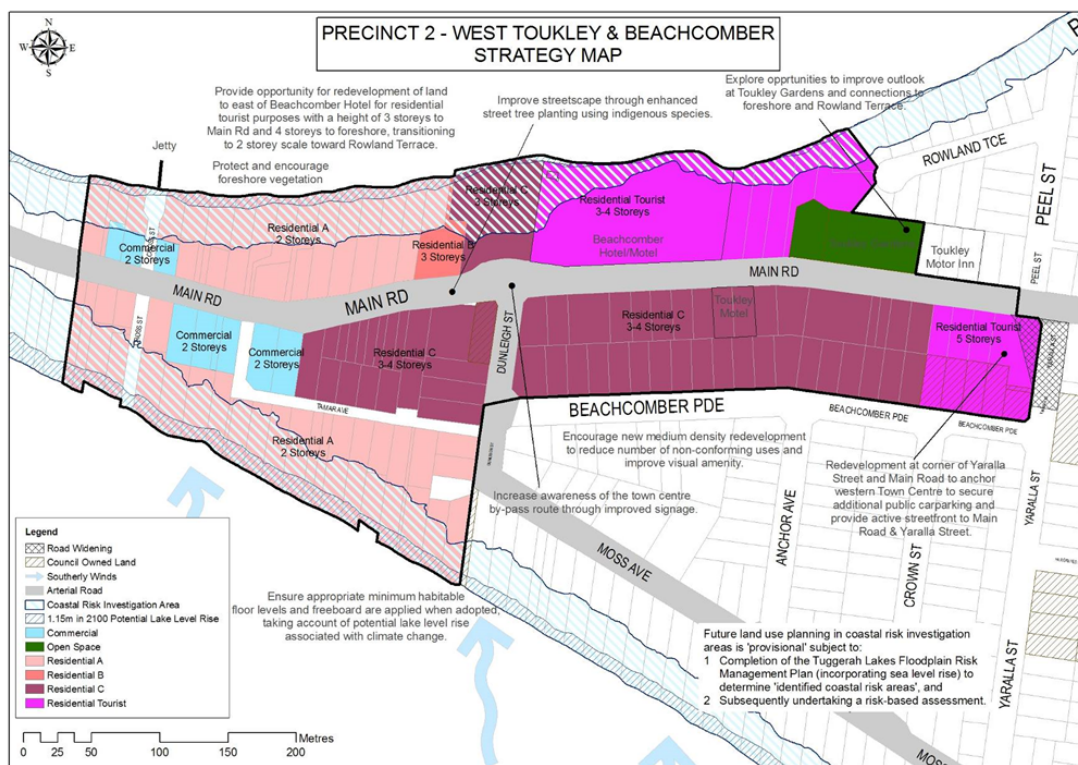 PRECINCT 2 - WEST TOUKLEY & BEACHCOMBER
STRATEGY MAP
N
W
E
S
Provide opportunity for redevelopment of land
to east of Beachcomber Hotel for residential
tourist purposes with a height of 3 storeys to
Main Rd and 4 storeys to foreshore, transitioning
to 2 storey scale toward Rowland Terrace.
Improve streetscape through enhanced
street tree planting using indigenous species.
Explore opprtunities to improve outlook
at Toukley Gardens and connections to
foreshore and Rowland Terrace.
Jetty
Protect and encourage
foreshore vegetation
ROWLAND TCE
PEEL ST
PEEL ST
Residential C
3 Storeys
Residential Tourist
3-4 Storeys
Residential A
2 Storeys
Commercial
2 Storeys
Residential B
3 Storeys
Beachcomber
Hotel/Motel
Toukley
Motor Inn
MAIN RD
MAIN RD
MAIN RD
CROSS ST
Commercial
2 Storeys
Commercial
2 Storeys
Residential C
3-4 Storeys
DUNLEIGH ST
Residential C
3-4 Storeys
Toukley
Motel
Residential Tourist
5 Storeys
TAMAR AVE
BEACHCOMBER PDE
BEACHCOMBER PDE
BEACHCOMBER PDE
Residential A
2 Storeys
Encourage new medium density redevelopment
to reduce number of non-conforming uses and
improve visual amenity.
Redevelopment at corner of Yaralla
Street and Main Road to anchor
western Town Centre to secure
additional public carparking and
provide active streetfront to Main
Road & Yaralla Street.
Increase awareness of the town centre
by-pass route through improved signage.
MOSS AVE
ANCHOR AVE
CROWN ST
YARALLA ST
YARALLA ST
Ensure appropriate minimum habitable
floor levels and freeboard are applied when adopted,
taking account of potential lake level rise
associated with climate change.
Legend
Road Widening
Council Owned Land
Southerly Winds
Arterial Road
Coastal Risk Investigation Area
1.15m in 2100 Potential Lake Level Rise
Commercial
Open Space
Residential A
Residential B
Residential C
Residential Tourist
Future land use planning in coastal risk investigation
areas is 'provisional' subject to:
1 Completion of the Tuggerah Lakes Floodplain Risk
Management Plan (incorporating sea level rise) to
determine 'identified coastal risk areas', and
2 Subsequently undertaking a risk-based assessment.
Metres
0 25 50 100 150 200